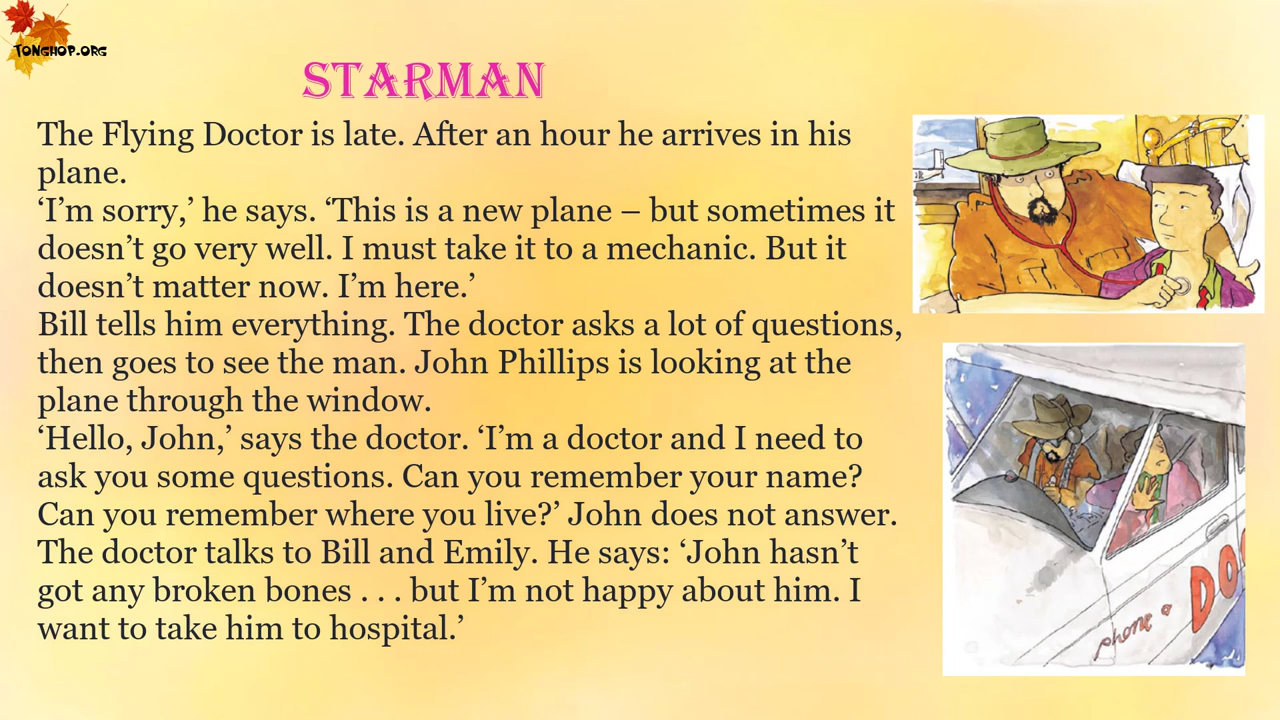 TONGHOP.ORG
STARMAN
The Flying Doctor is late. After an hour he arrives in his
plane.
‘I’m sorry,’ he says. ‘This is a new plane – but sometimes it
doesn’t go very well. I must take it to a mechanic. But it
doesn’t matter now. I’m here.’
Bill tells him everything. The doctor asks a lot of questions,
then goes to see the man. John Phillips is looking at the
plane through the window.
‘Hello, John,’ says the doctor. ‘I’m a doctor and I need to
ask you some questions. Can you remember your name?
Can you remember where you live?’ John does not answer.
The doctor talks to Bill and Emily. He says: ‘John hasn’t
got any broken bones . . . but I’m not happy about him. I
want to take him to hospital.’
phone a
DO